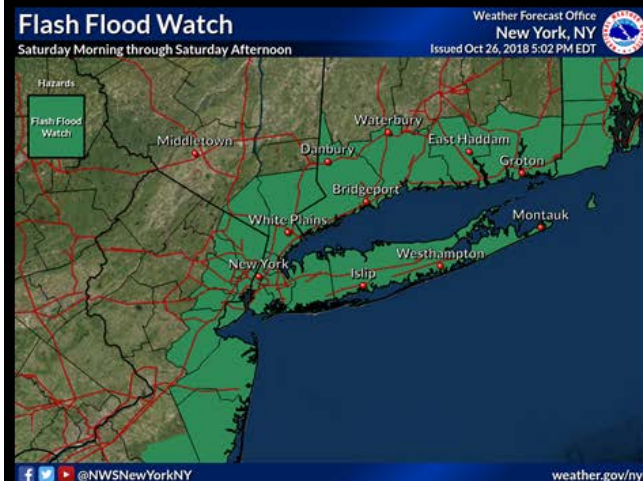 Flash Flood Watch
Saturday Morning through Saturday Afternoon
Weather Forecast Office
New York, NY
Issued Oct 26, 2018 5:02 PM EDT
Hazards
Flash Flood
Watch
Middletown
Waterbury
Danbury
East Haddam
Groton
Bridgeport
White Plains
Montauk
New York
Westhampton
Islip
@NWSNewYorkNY
weather.gov/ny